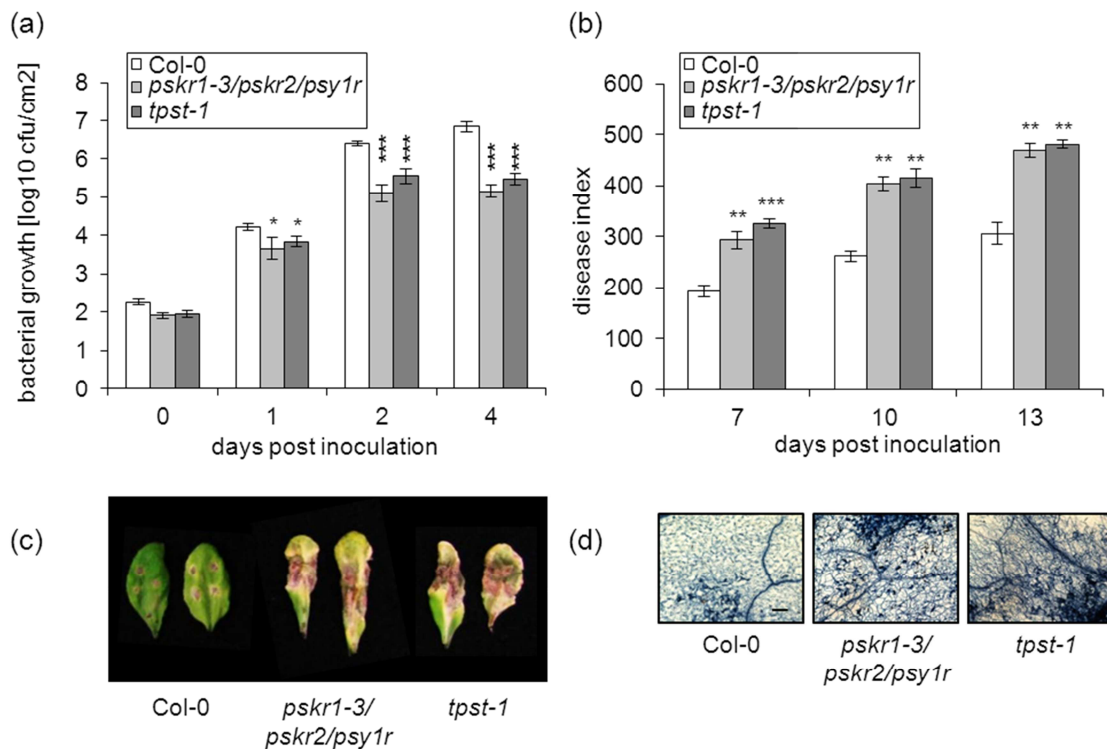 (a)
Col-0
pskr1-3/pskr2/psy1r
tpst-1
bacterial growth [log10 cfu/cm2]
8
7
6
5
4
3
2
1
0
*
*
***
***
***
***
0
1
2
4
days post inoculation
(b)
Col-0
pskr1-3/pskr2/psy1r
tpst-1
disease index
600
500
400
300
200
100
0
**
***
**
**
**
**
7
10
13
days post inoculation
(c)
Col-0
pskr1-3/
pskr2/psy1r
tpst-1
(d)
Col-0
pskr1-3/
pskr2/psy1r
tpst-1